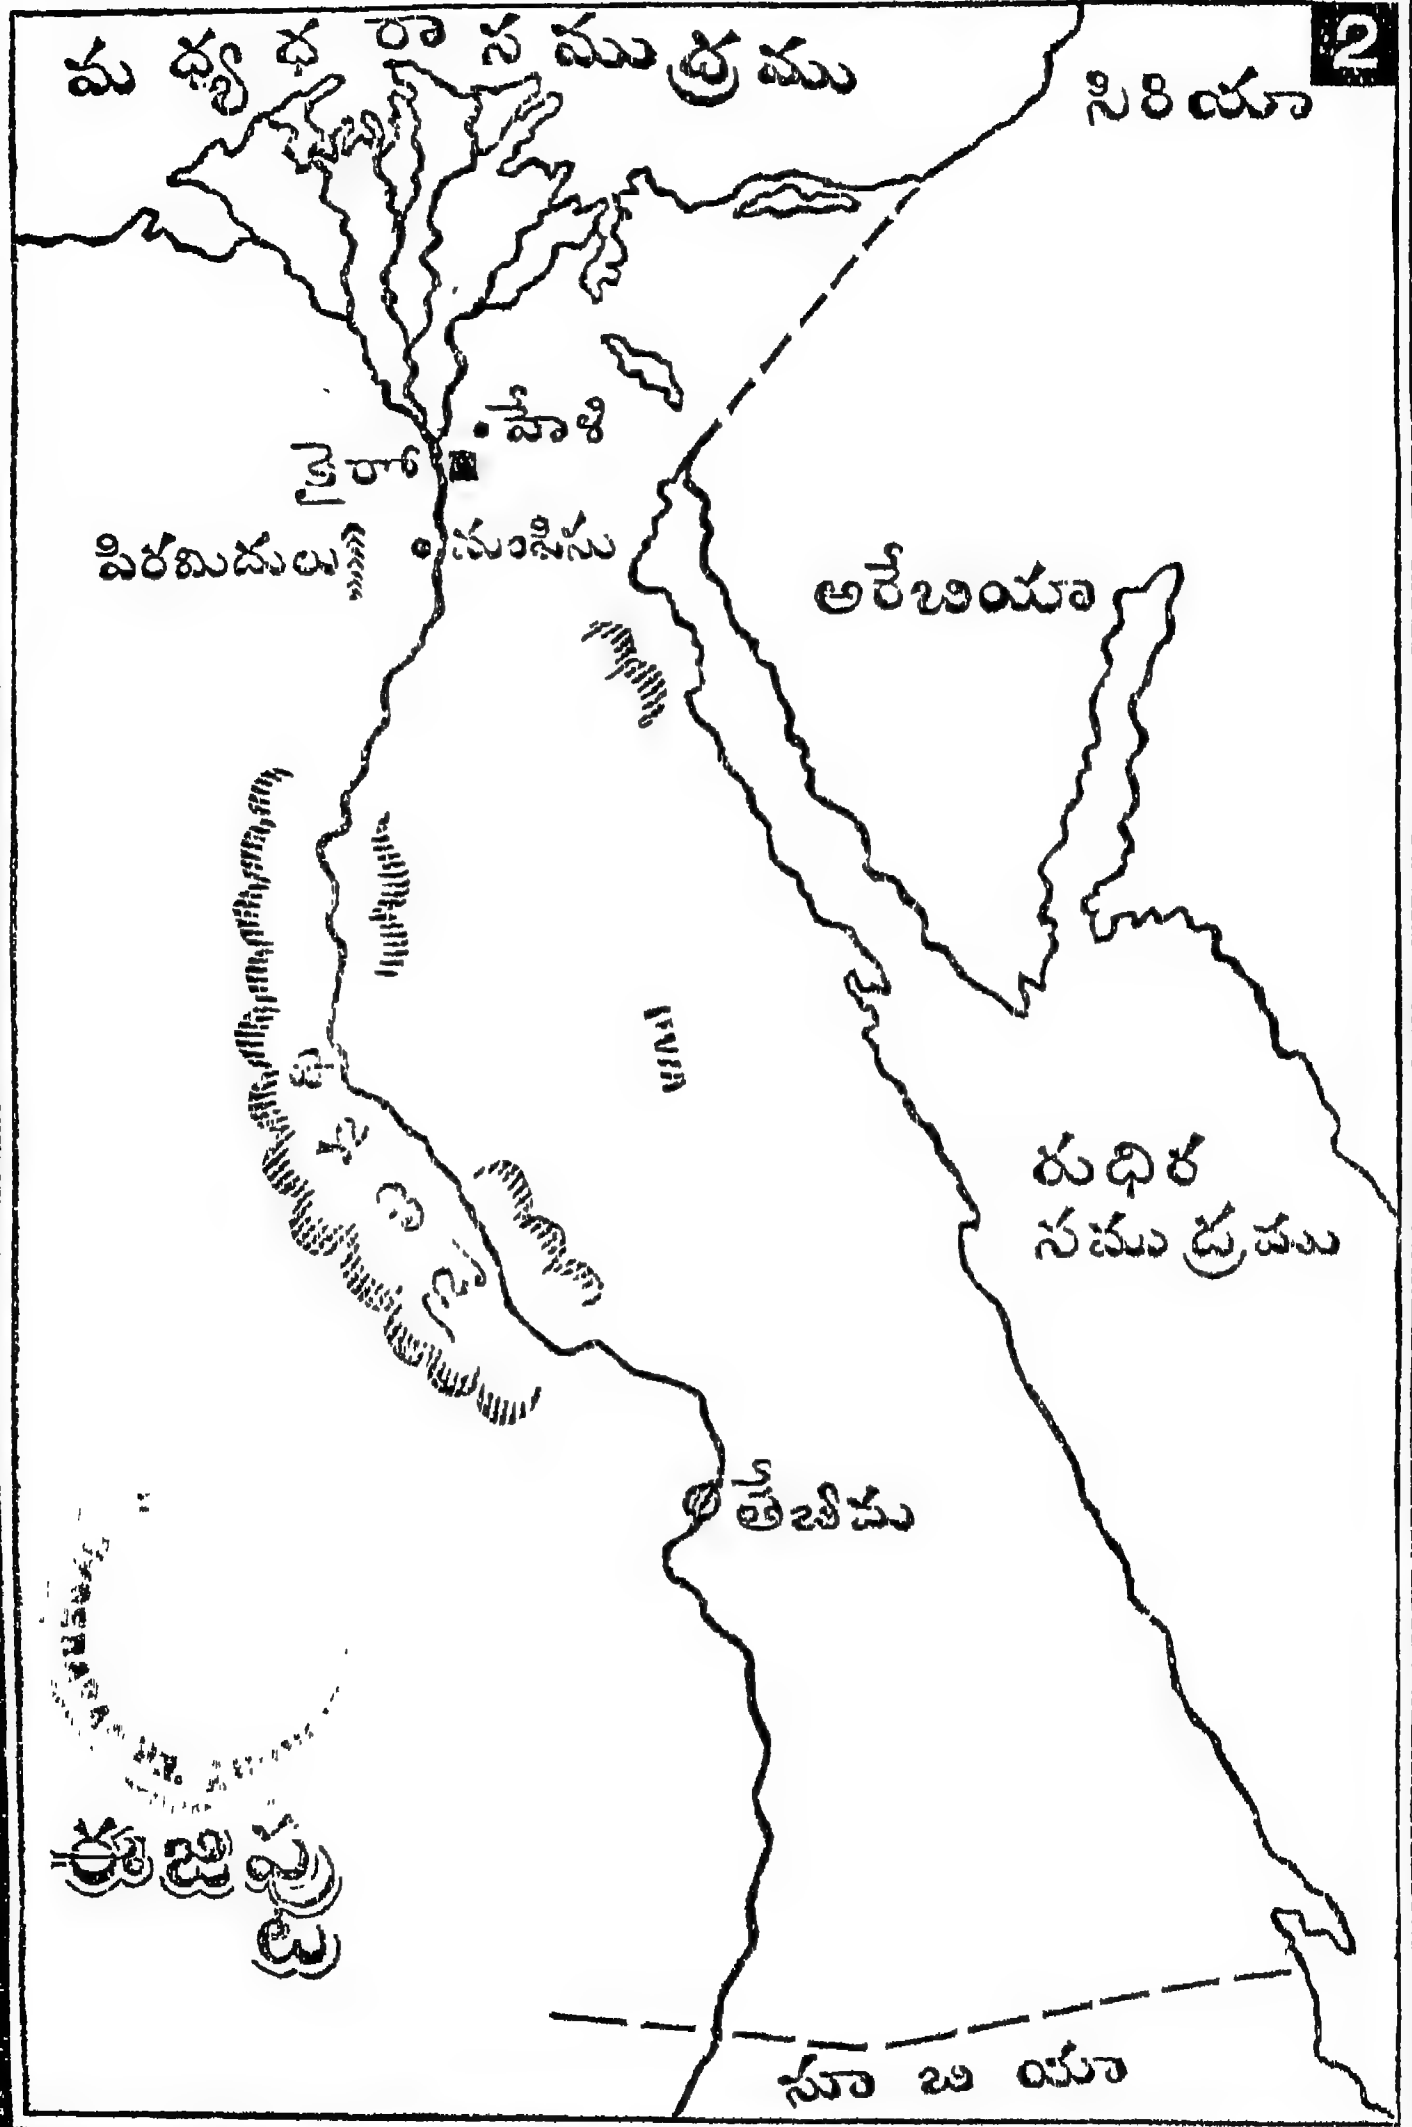 మధ్యధరా సముద్రము
2
సిరియా
హేళి
కైరో
పిరమిదులు
అరేబియా
రుధిర
సముద్రము
తేబీము
ఈజిప్టు
సూబియా